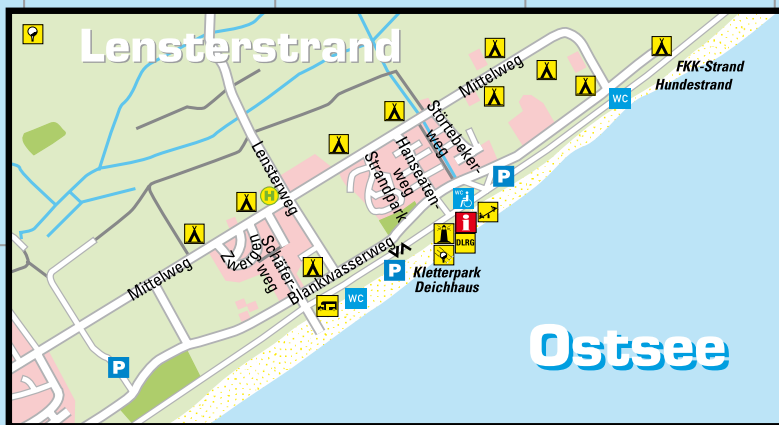 Lensterstrand
FKK-Strand
Hundestrand
Mittelweg
WC
Störtebeker-
weg
Hanseaten-
weg
Strandpark
Lensterweg
P
WC
H
i
DLRG
Schäfer-
weg
Blankwasserweg
P
Kletterpark
Deichhaus
Mittelweg
WC
P
Ostsee